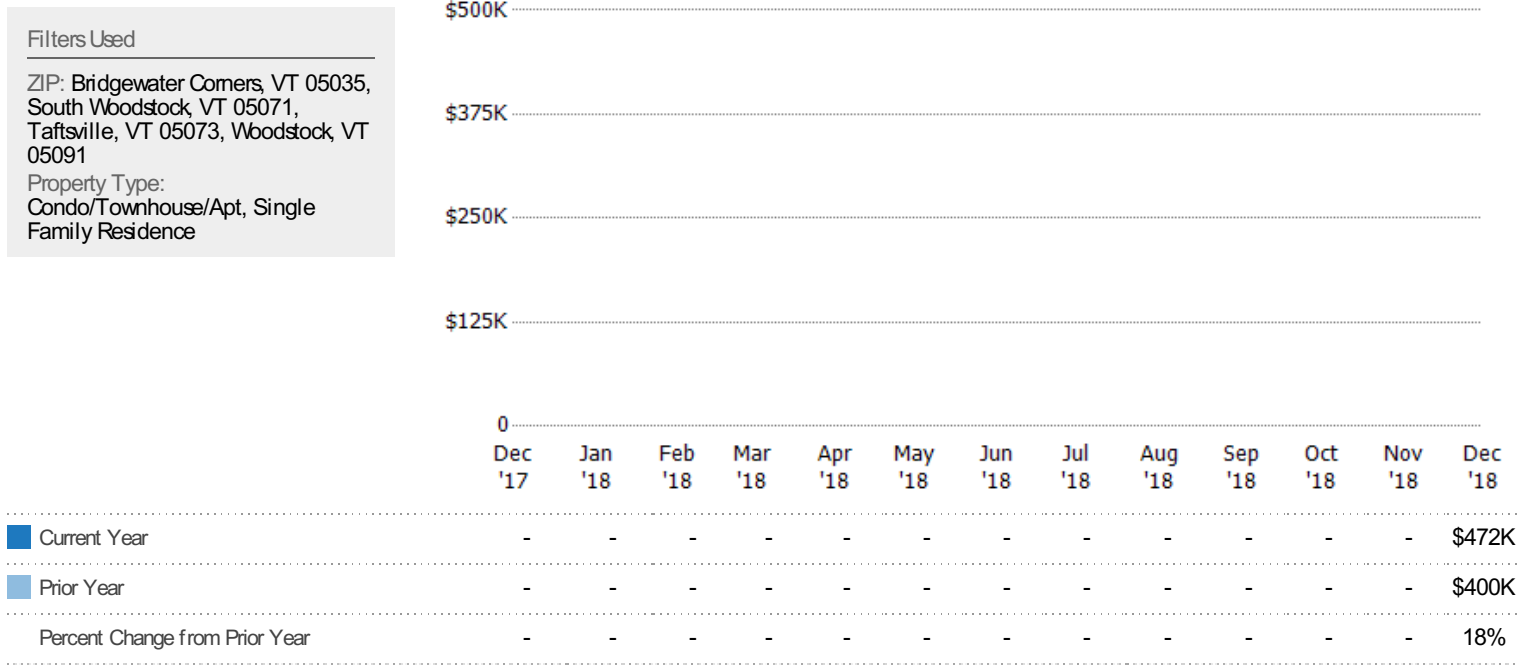 Filters Used
ZIP: Bridgewater Corners, VT 05035,
South Woodstock, VT 05071,
Taftsville, VT 05073, Woodstock, VT
05091
Property Type:
Condo/Townhouse/Apt, Single
Family Residence
$500K
$375K
$250K
$125K
0
Dec '17 Jan '18 Feb '18 Mar '18 Apr '18 May '18 Jun '18 Jul '18 Aug '18 Sep '18 Oct '18 Nov '18 Dec '18
Current Year - - - - - - - - - - - - $472K
Prior Year - - - - - - - - - - - - $400K
Percent Change from Prior Year - - - - - - - - - - - - 18%